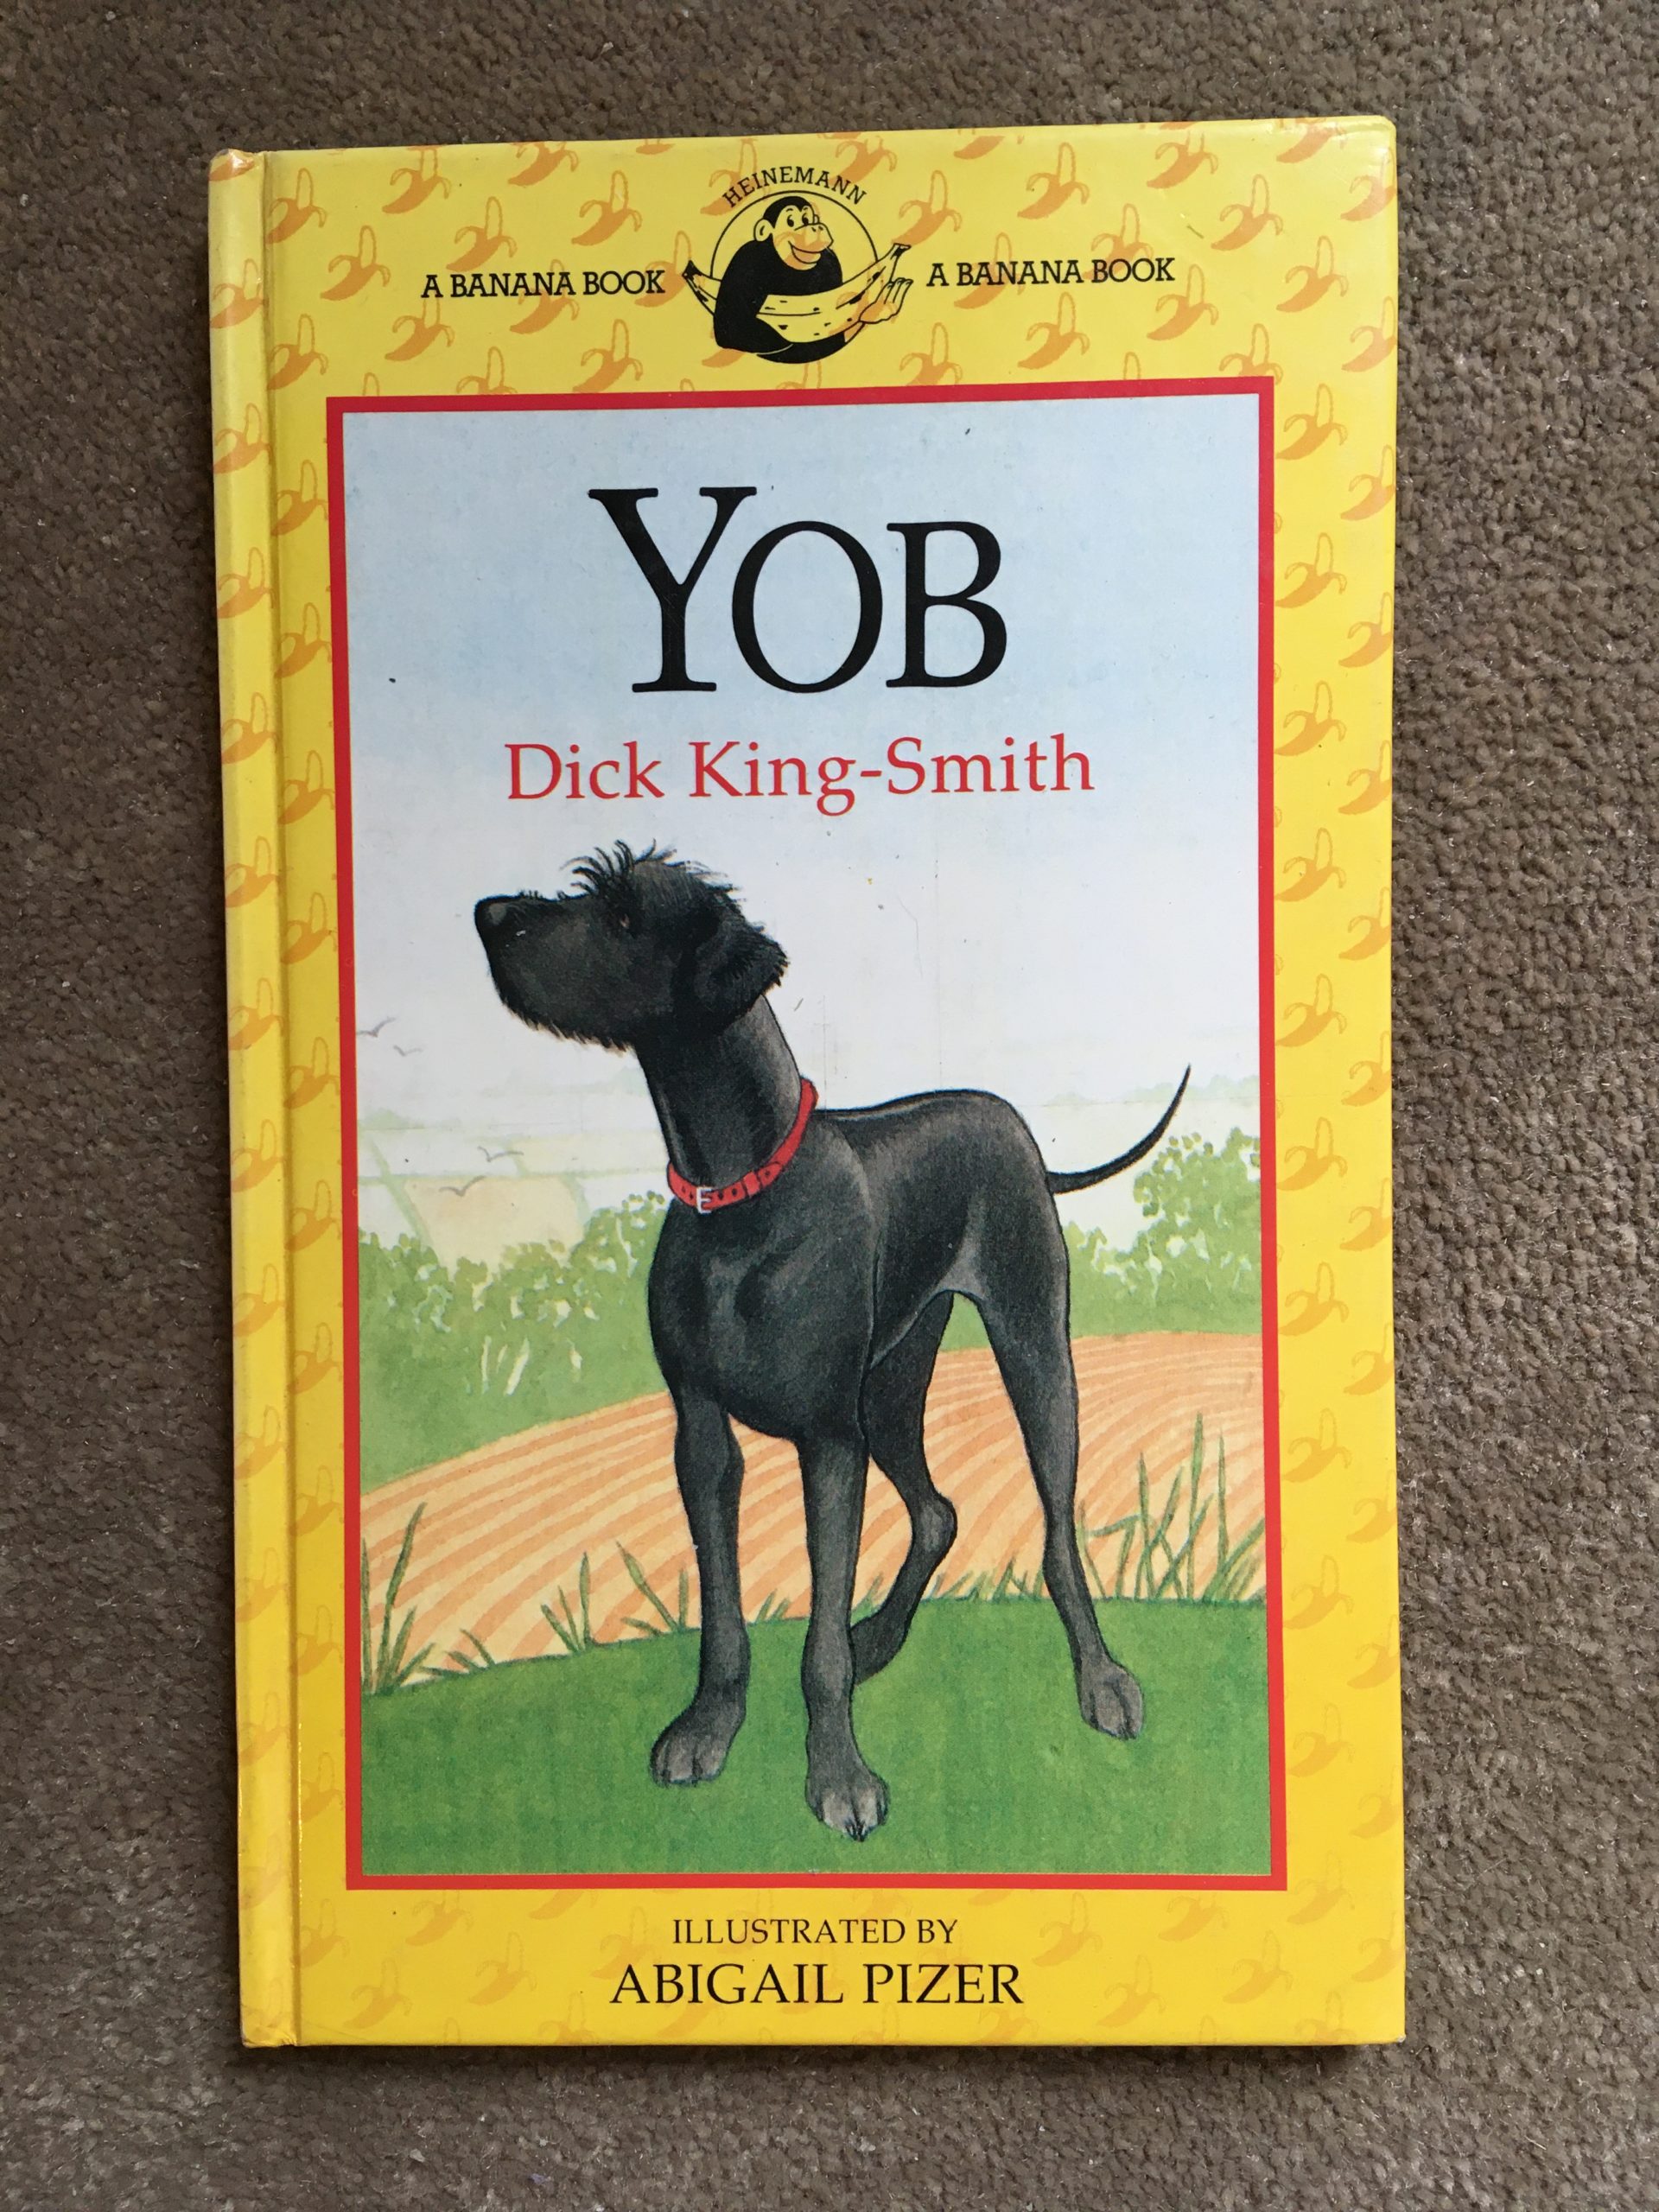 HEINEMANN
A BANANA BOOK A BANANA BOOK
YOB
Dick King-Smith
ILLUSTRATED BY
ABIGAIL PIZER